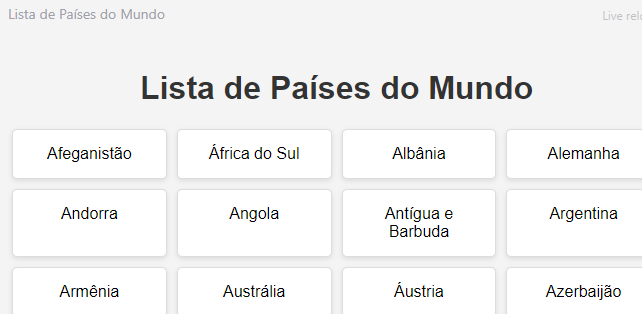 Lista de Países do Mundo
Live relo
Lista de Países do Mundo
Afeganistão
África do Sul
Albânia
Alemanha
Andorra
Angola
Antígua e
Barbuda
Argentina
Armênia
Austrália
Áustria
Azerbaijão